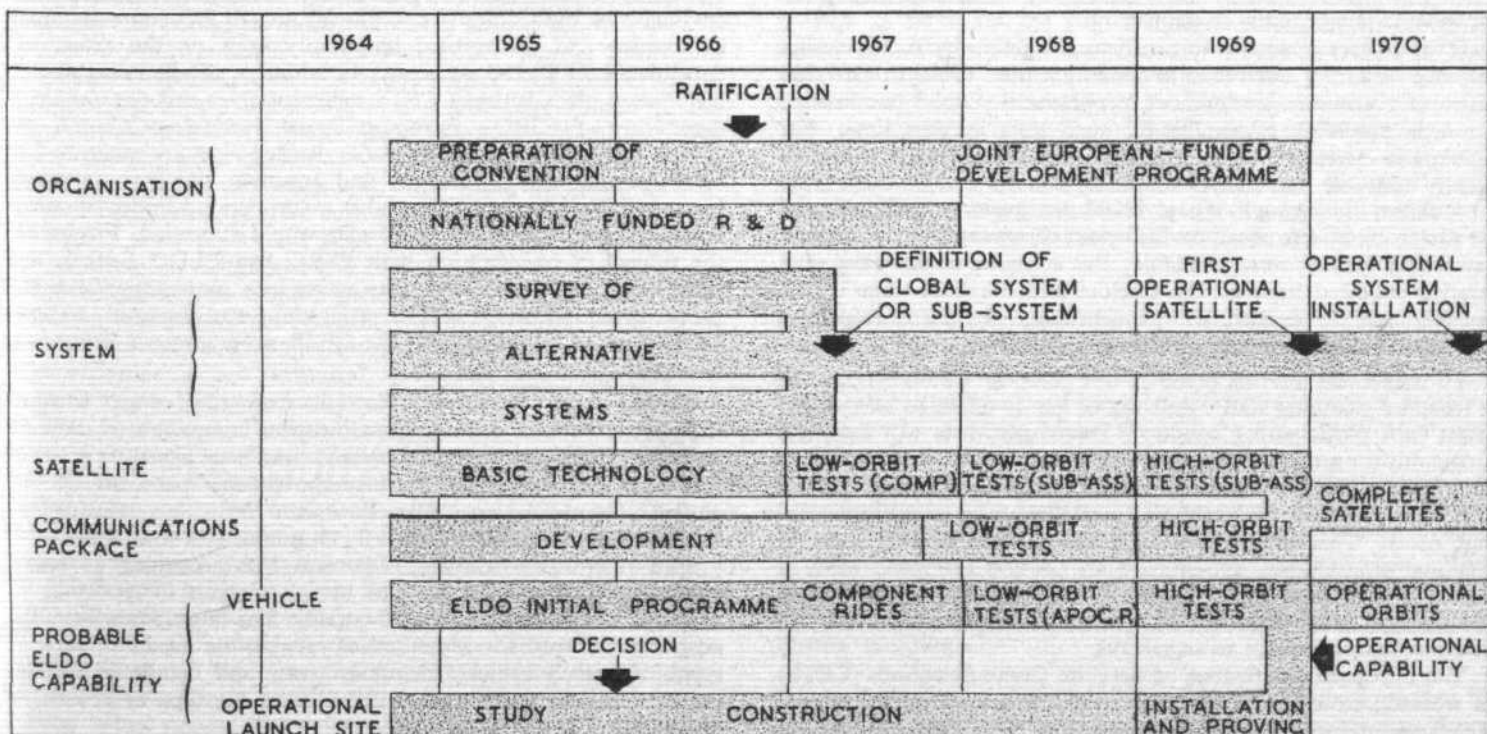 1964 1965 1966 1967 1968 1969 1970
RATIFICATION
ORGANISATION
PREPARATION OF
CONVENTION
JOINT EUROPEAN-FUNDED
DEVELOPMENT PROGRAMME
NATIONALLY FUNDED R & D
DEFINITION OF
GLOBAL SYSTEM
OR SUB-SYSTEM
FIRST
OPERATIONAL
SATELLITE
OPERATIONAL
SYSTEM
INSTALLATION
SYSTEM
SURVEY OF
ALTERNATIVE
SYSTEMS
SATELLITE
BASIC TECHNOLOGY
LOW-ORBIT
TESTS (COMP)
LOW-ORBIT
TESTS (SUB-ASS)
HIGH-ORBIT
TESTS (SUB-ASS)
COMPLETE
SATELLITES
COMMUNICATIONS
PACKAGE
DEVELOPMENT
LOW-ORBIT
TESTS
HIGH-ORBIT
TESTS
PROBABLE
ELDO
CAPABILITY
VEHICLE
ELDO INITIAL PROGRAMME
COMPONENT
RIDES
LOW-ORBIT
TESTS (APOC.R)
HIGH-ORBIT
TESTS
OPERATIONAL
ORBITS
DECISION
OPERATIONAL
CAPABILITY
OPERATIONAL
LAUNCH SITE
STUDY
CONSTRUCTION
INSTALLATION
AND PROVING